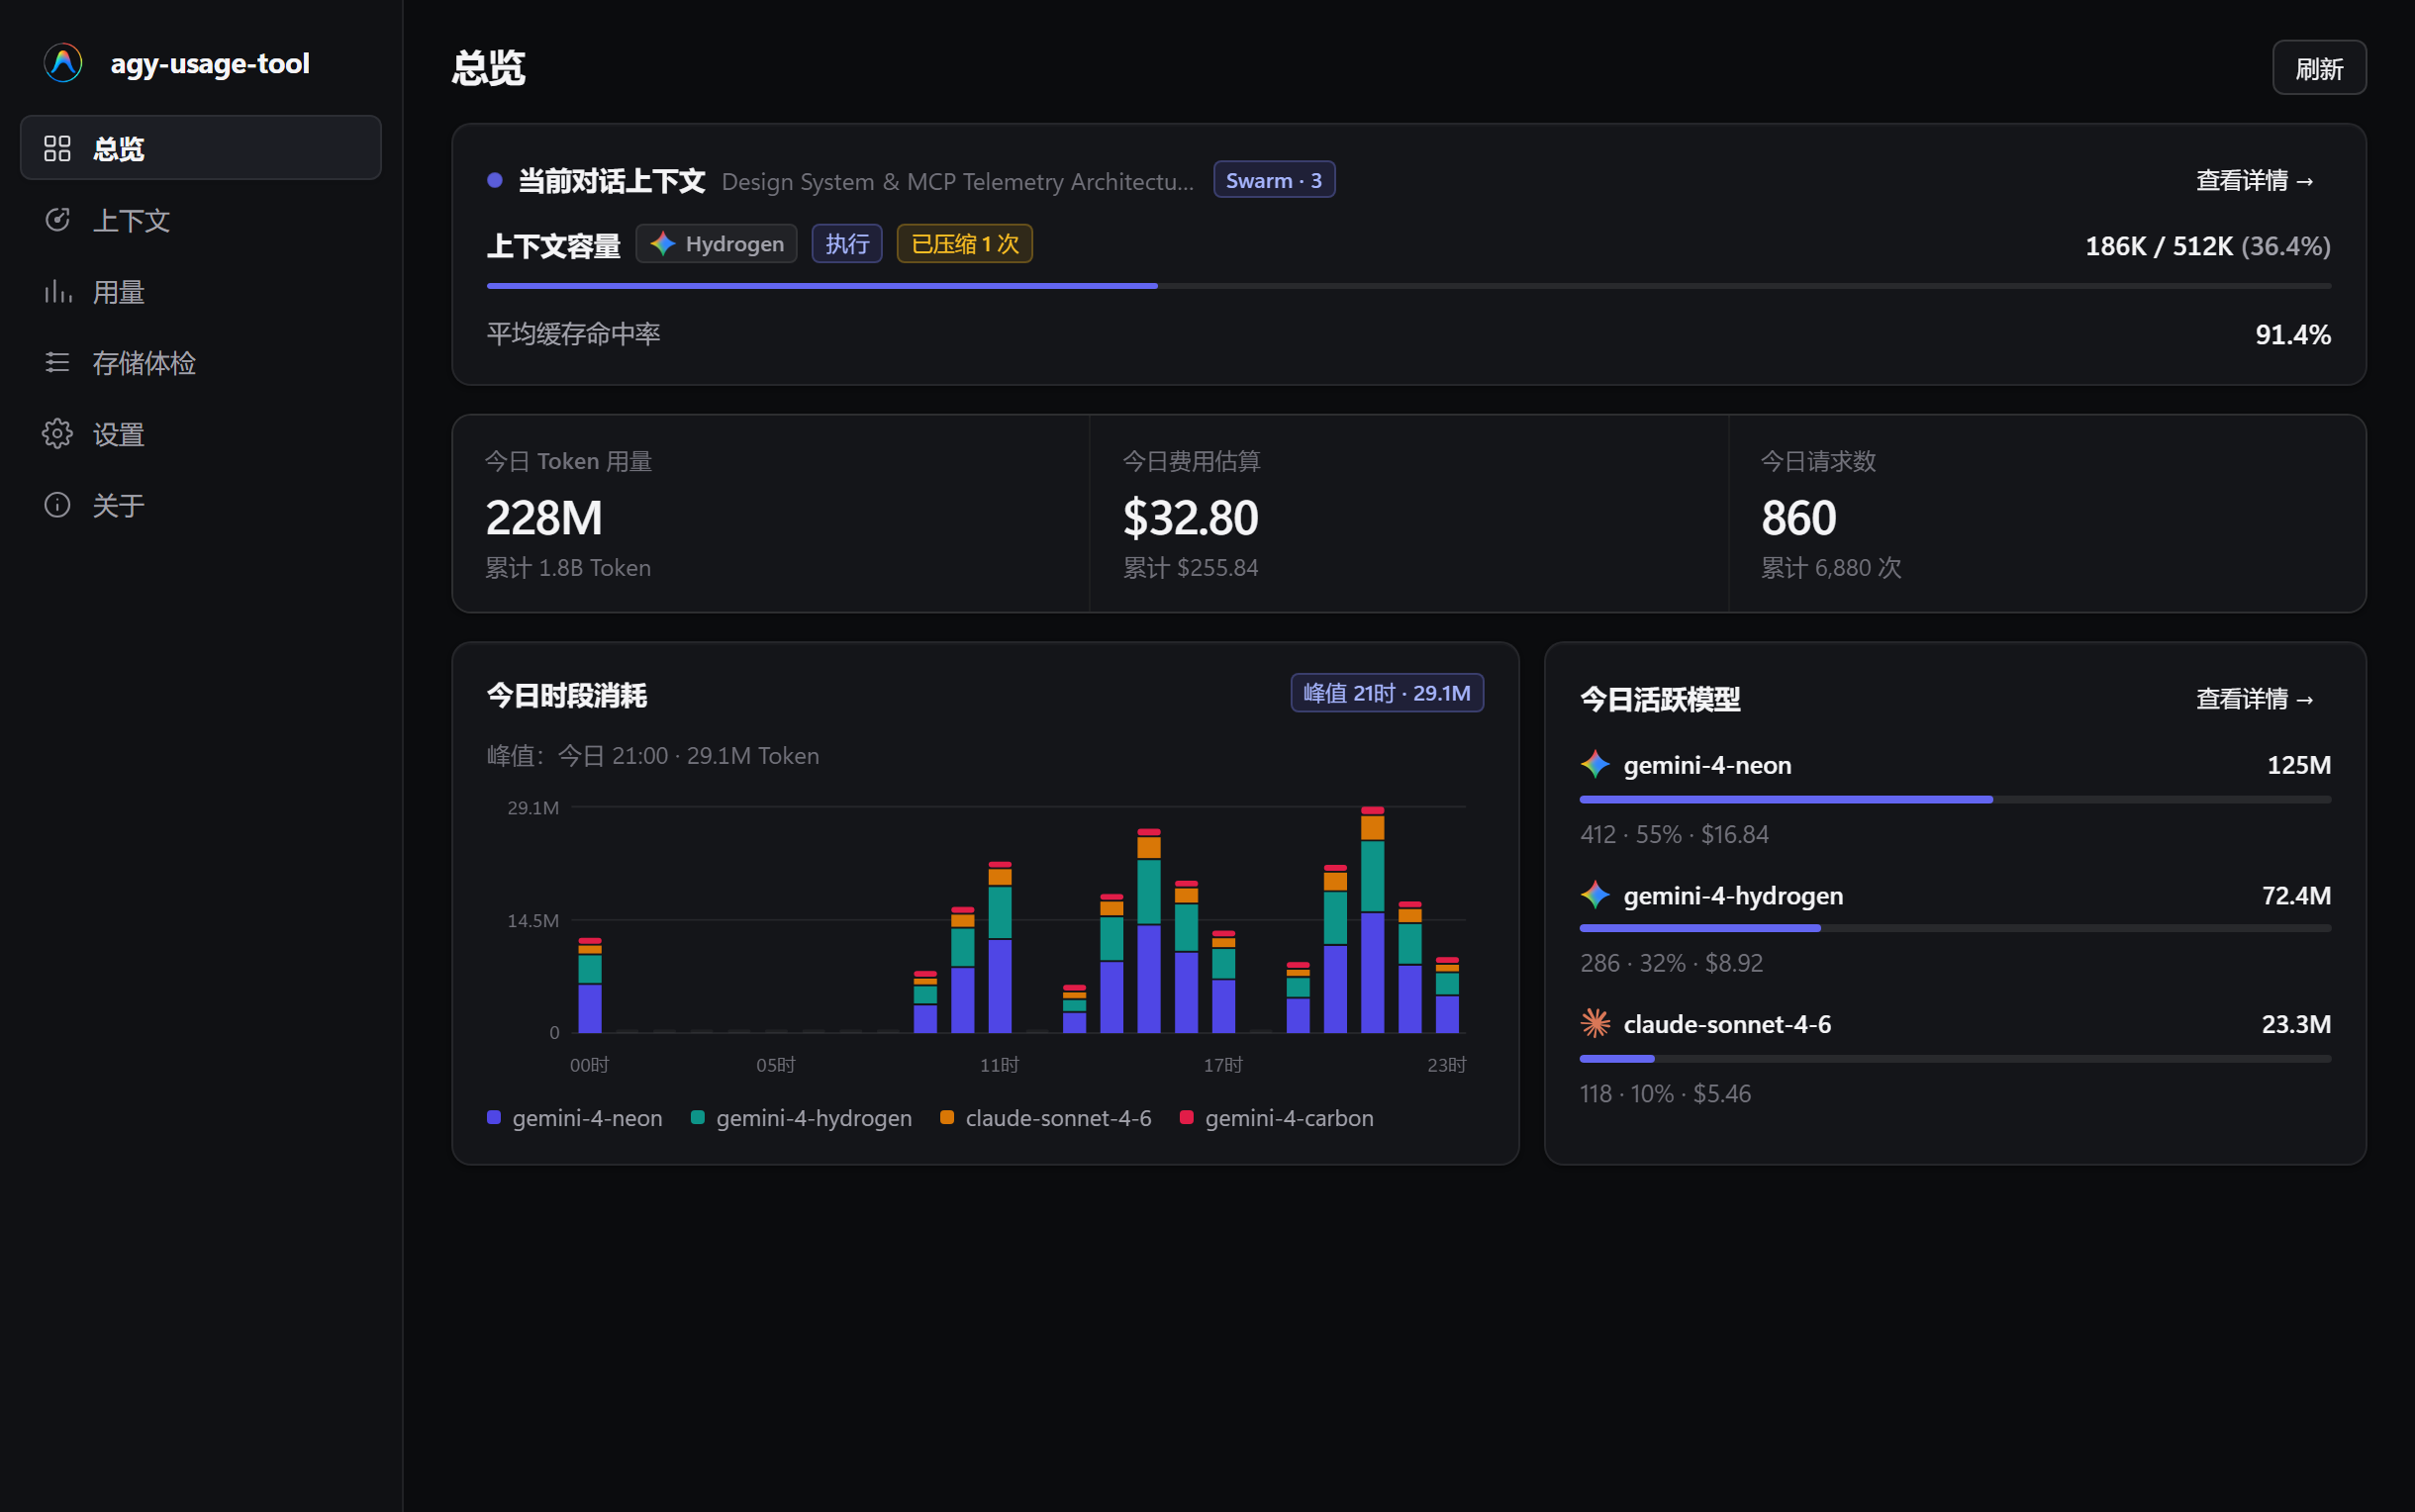 agy-usage-tool
总览
上下文
用量
存储体检
设置
关于
总览
刷新
当前对话上下文 Design System & MCP Telemetry Architectu... Swarm · 3 查看详情 →
上下文容量 Hydrogen 执行 已压缩 1 次 186K / 512K (36.4%)
平均缓存命中率 91.4%
今日 Token 用量
228M
累计 1.8B Token
今日费用估算
$32.80
累计 $255.84
今日请求数
860
累计 6,880 次
今日时段消耗 峰值 21时 · 29.1M
峰值：今日 21:00 · 29.1M Token
29.1M
14.5M
0
00时 05时 11时 17时 23时
gemini-4-neon gemini-4-hydrogen claude-sonnet-4-6 gemini-4-carbon
今日活跃模型 查看详情 →
gemini-4-neon 125M
412 · 55% · $16.84
gemini-4-hydrogen 72.4M
286 · 32% · $8.92
claude-sonnet-4-6 23.3M
118 · 10% · $5.46